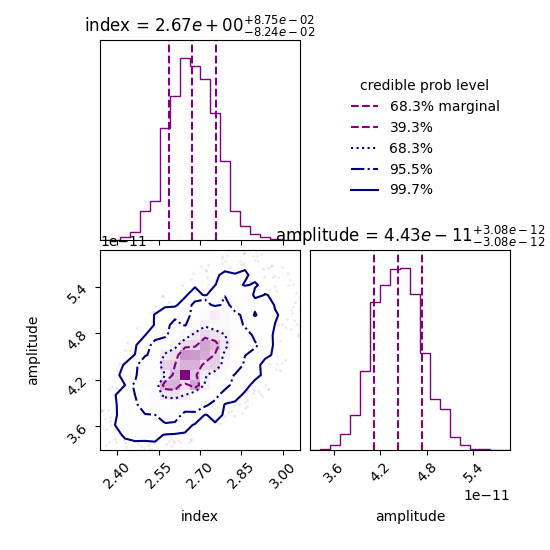 index = 2.67e+00+8.75e−02 −8.24e−02
credible prob level
68.3% marginal
39.3%
68.3%
95.5%
99.7%
amplitude = 4.43e−11+3.08e−12 −3.08e−12
1e−11
5.4
4.8
4.2
3.6
amplitude
2.40 2.55 2.70 2.85 3.00
index
3.6 4.2 4.8 5.4
1e−11
amplitude